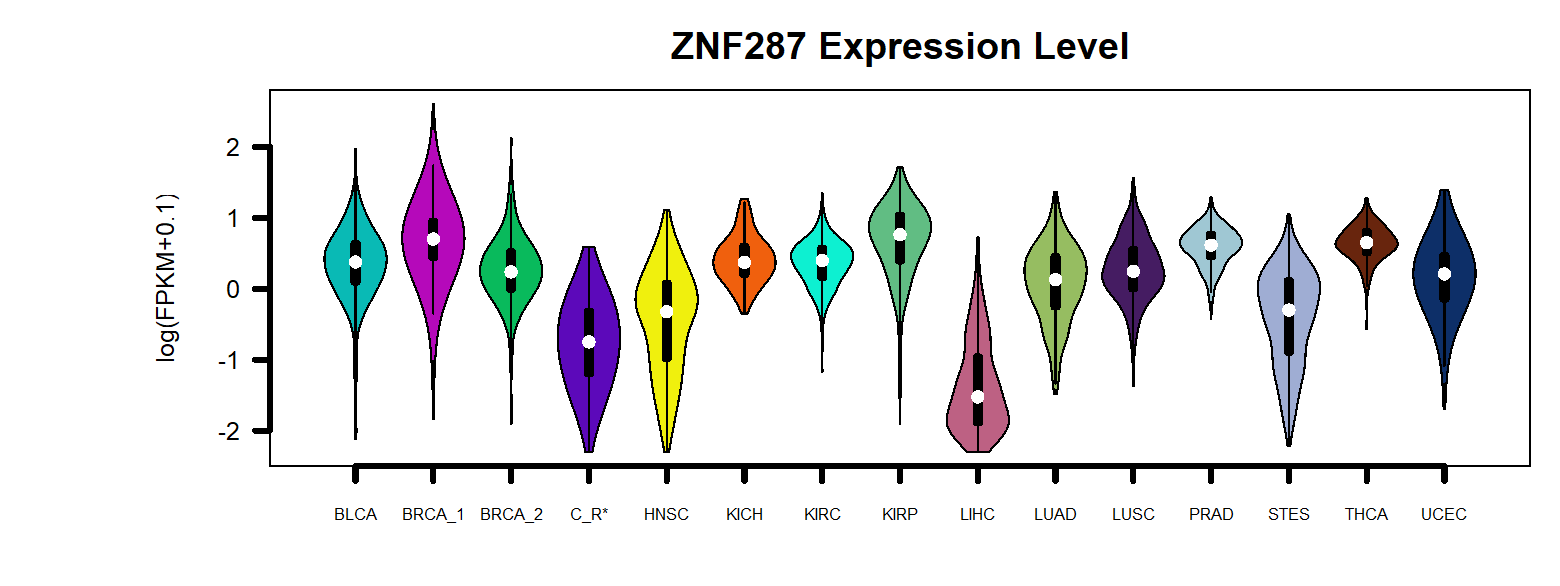 ZNF287 Expression Level
log(FPKM+0.1)
2
1
0
-1
-2
BLCA BRCA_1 BRCA_2 C_R* HNSC KICH KIRC KIRP LIHC LUAD LUSC PRAD STES THCA UCEC